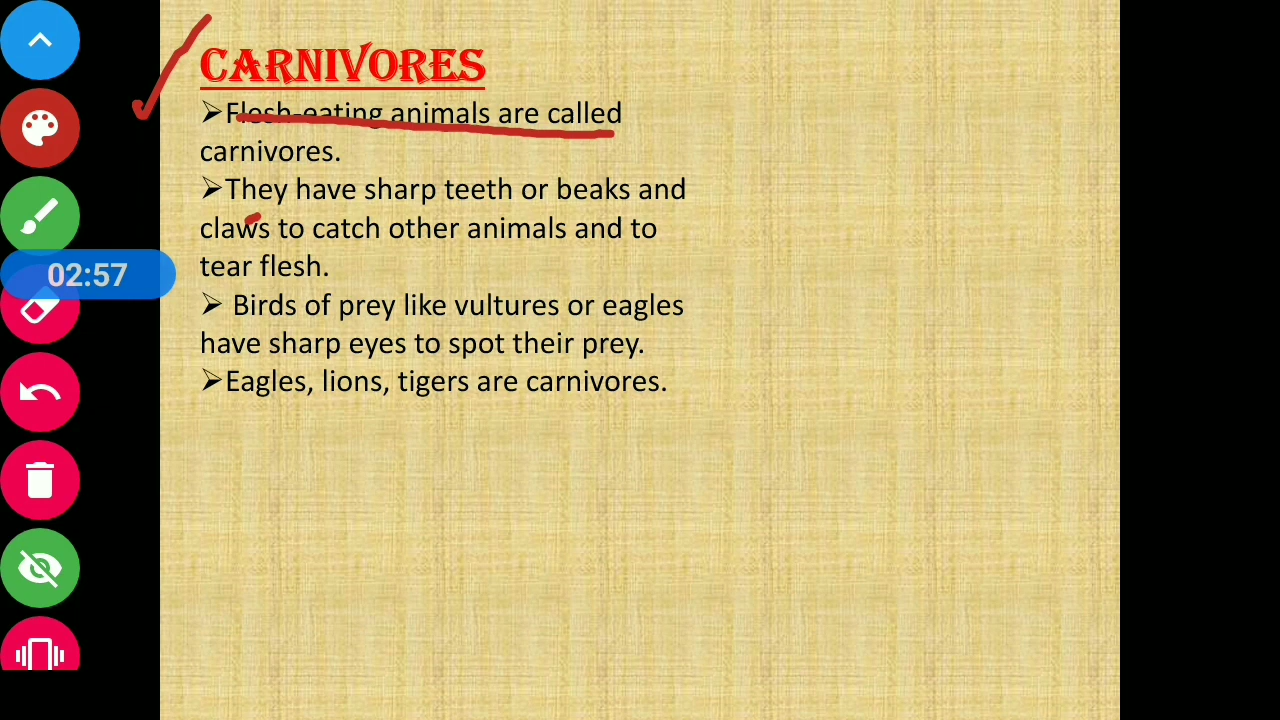 CARNIVORES
➢Flesh-eating animals are called
carnivores.
➢They have sharp teeth or beaks and
claws to catch other animals and to
tear flesh.
➢ Birds of prey like vultures or eagles
have sharp eyes to spot their prey.
➢Eagles, lions, tigers are carnivores.
02:57